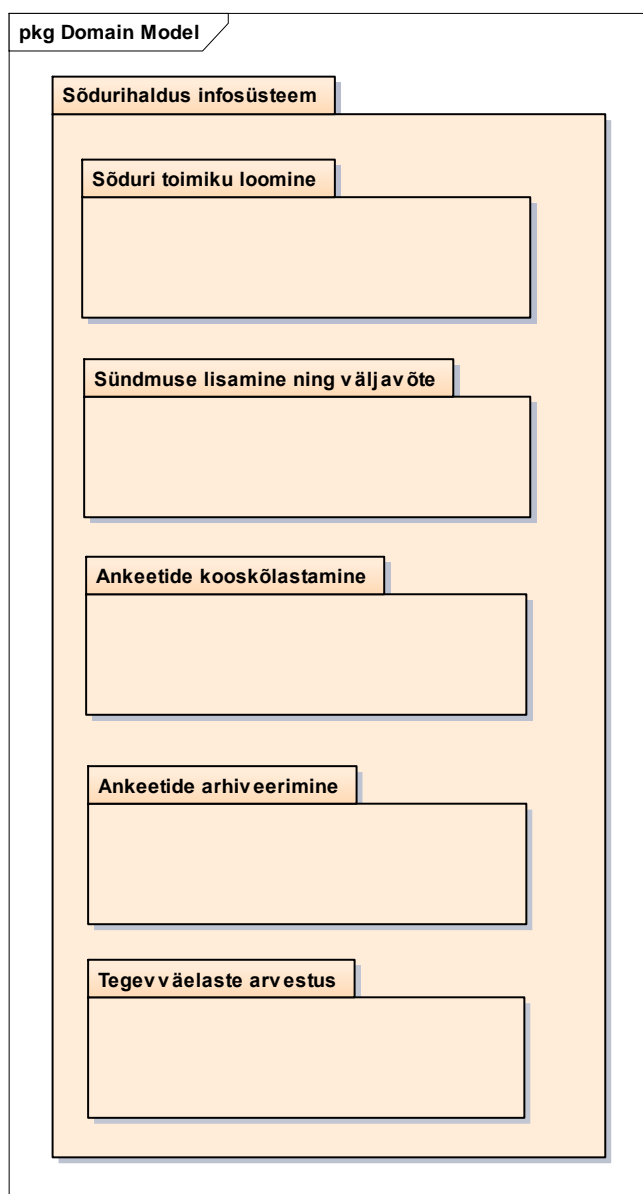 pkg Domain Model
Sõdurihaldus infosüsteem
Sõduri toimiku loomine
Sündmuse lisamine ning väljavõte
Ankeetide kooskõlastamine
Ankeetide arhiveerimine
Tegevväelaste arvestus